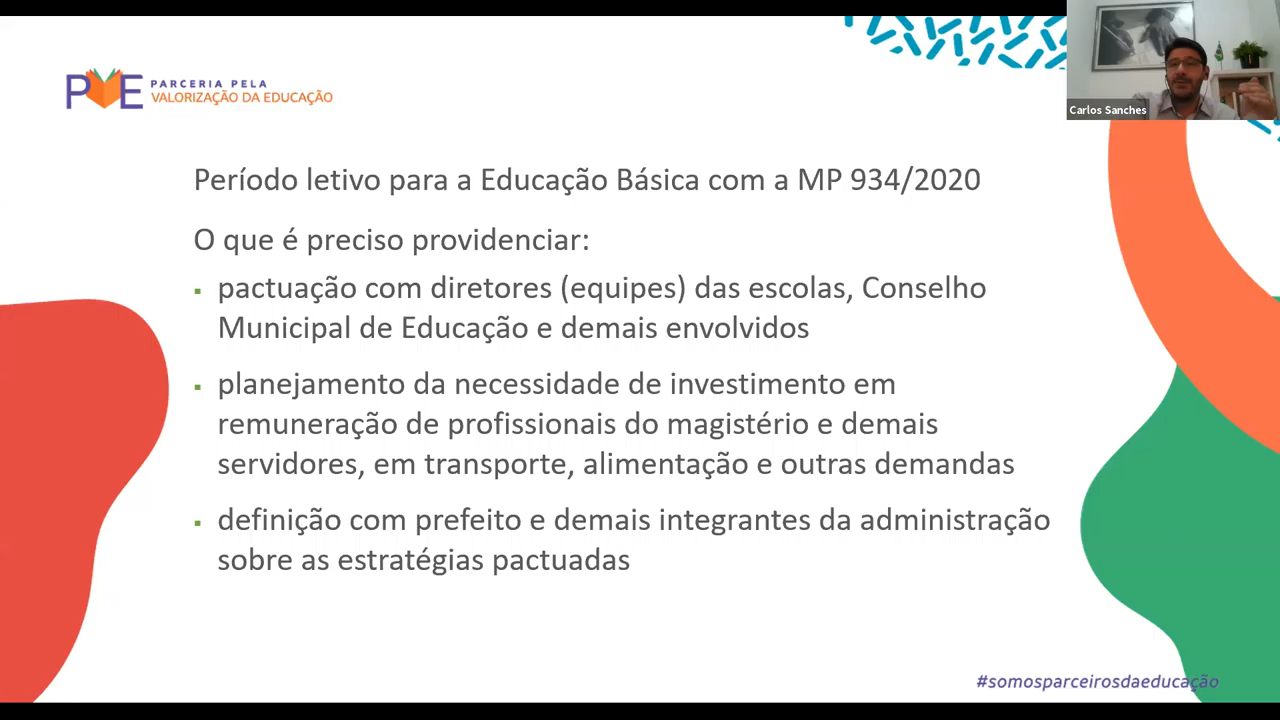 PVE PARCERIA PELA
VALORIZAÇÃO DA EDUCAÇÃO
Carlos Sanches
Período letivo para a Educação Básica com a MP 934/2020
O que é preciso providenciar:
▪ pactuação com diretores (equipes) das escolas, Conselho
Municipal de Educação e demais envolvidos
▪ planejamento da necessidade de investimento em
remuneração de profissionais do magistério e demais
servidores, em transporte, alimentação e outras demandas
▪ definição com prefeito e demais integrantes da administração
sobre as estratégias pactuadas
#somosparceirosdaeducação